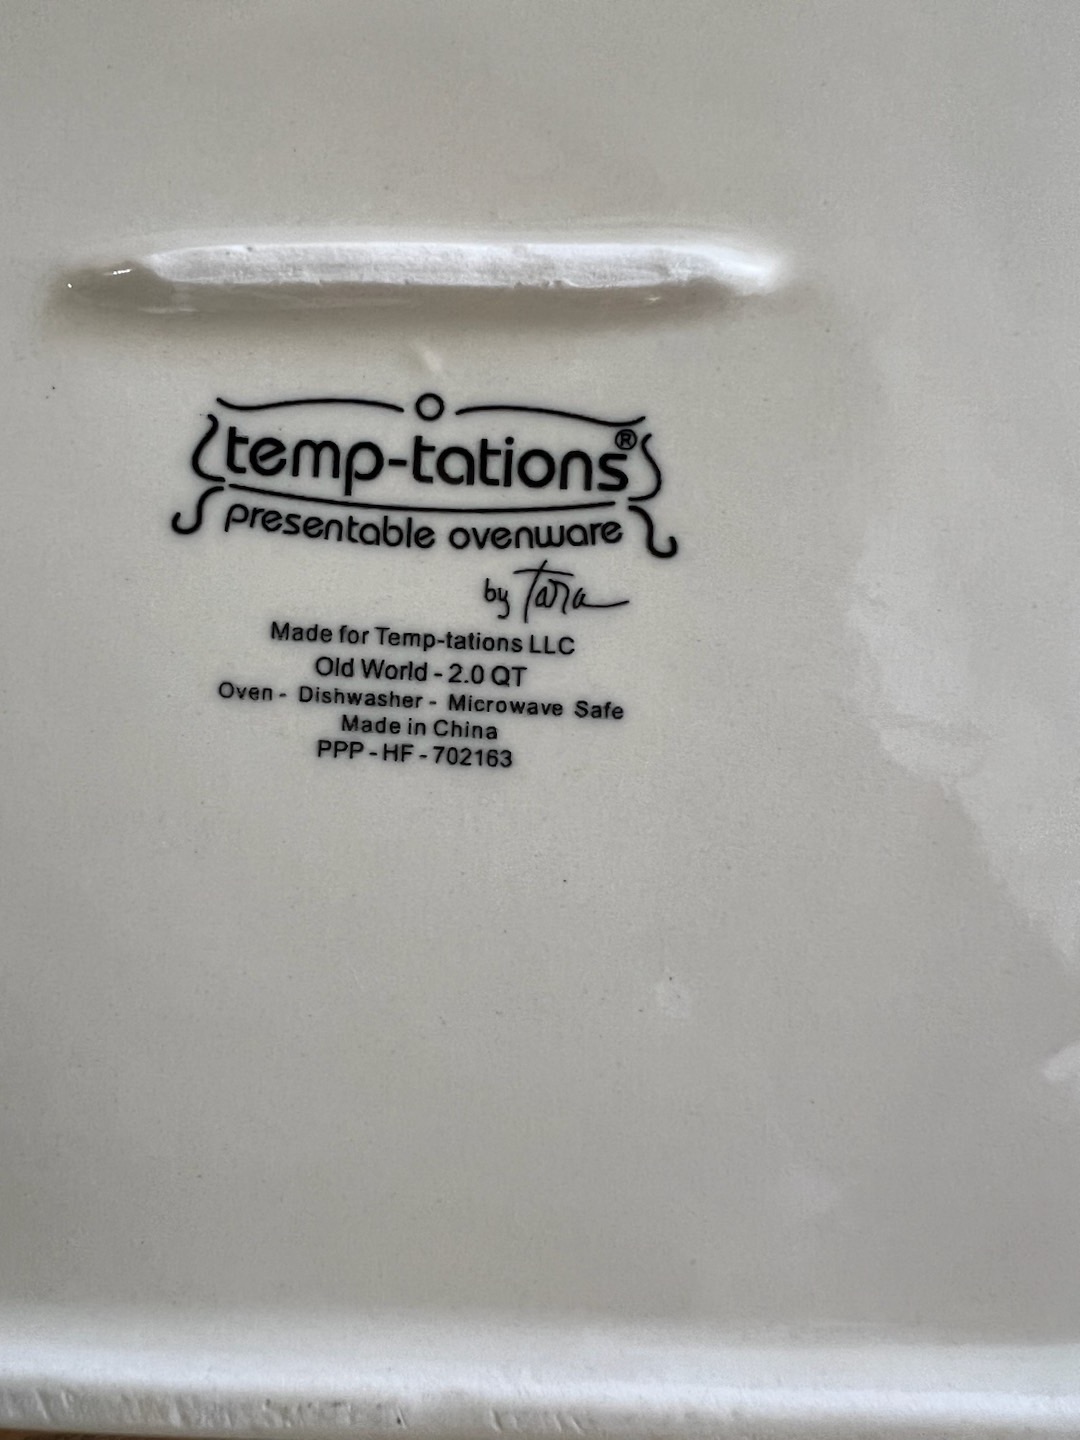 temp-tations®
presentable ovenware
by Tara
Made for Temp-tations LLC
Old World - 2.0 QT
Oven - Dishwasher - Microwave Safe
Made in China
PPP - HF - 702163